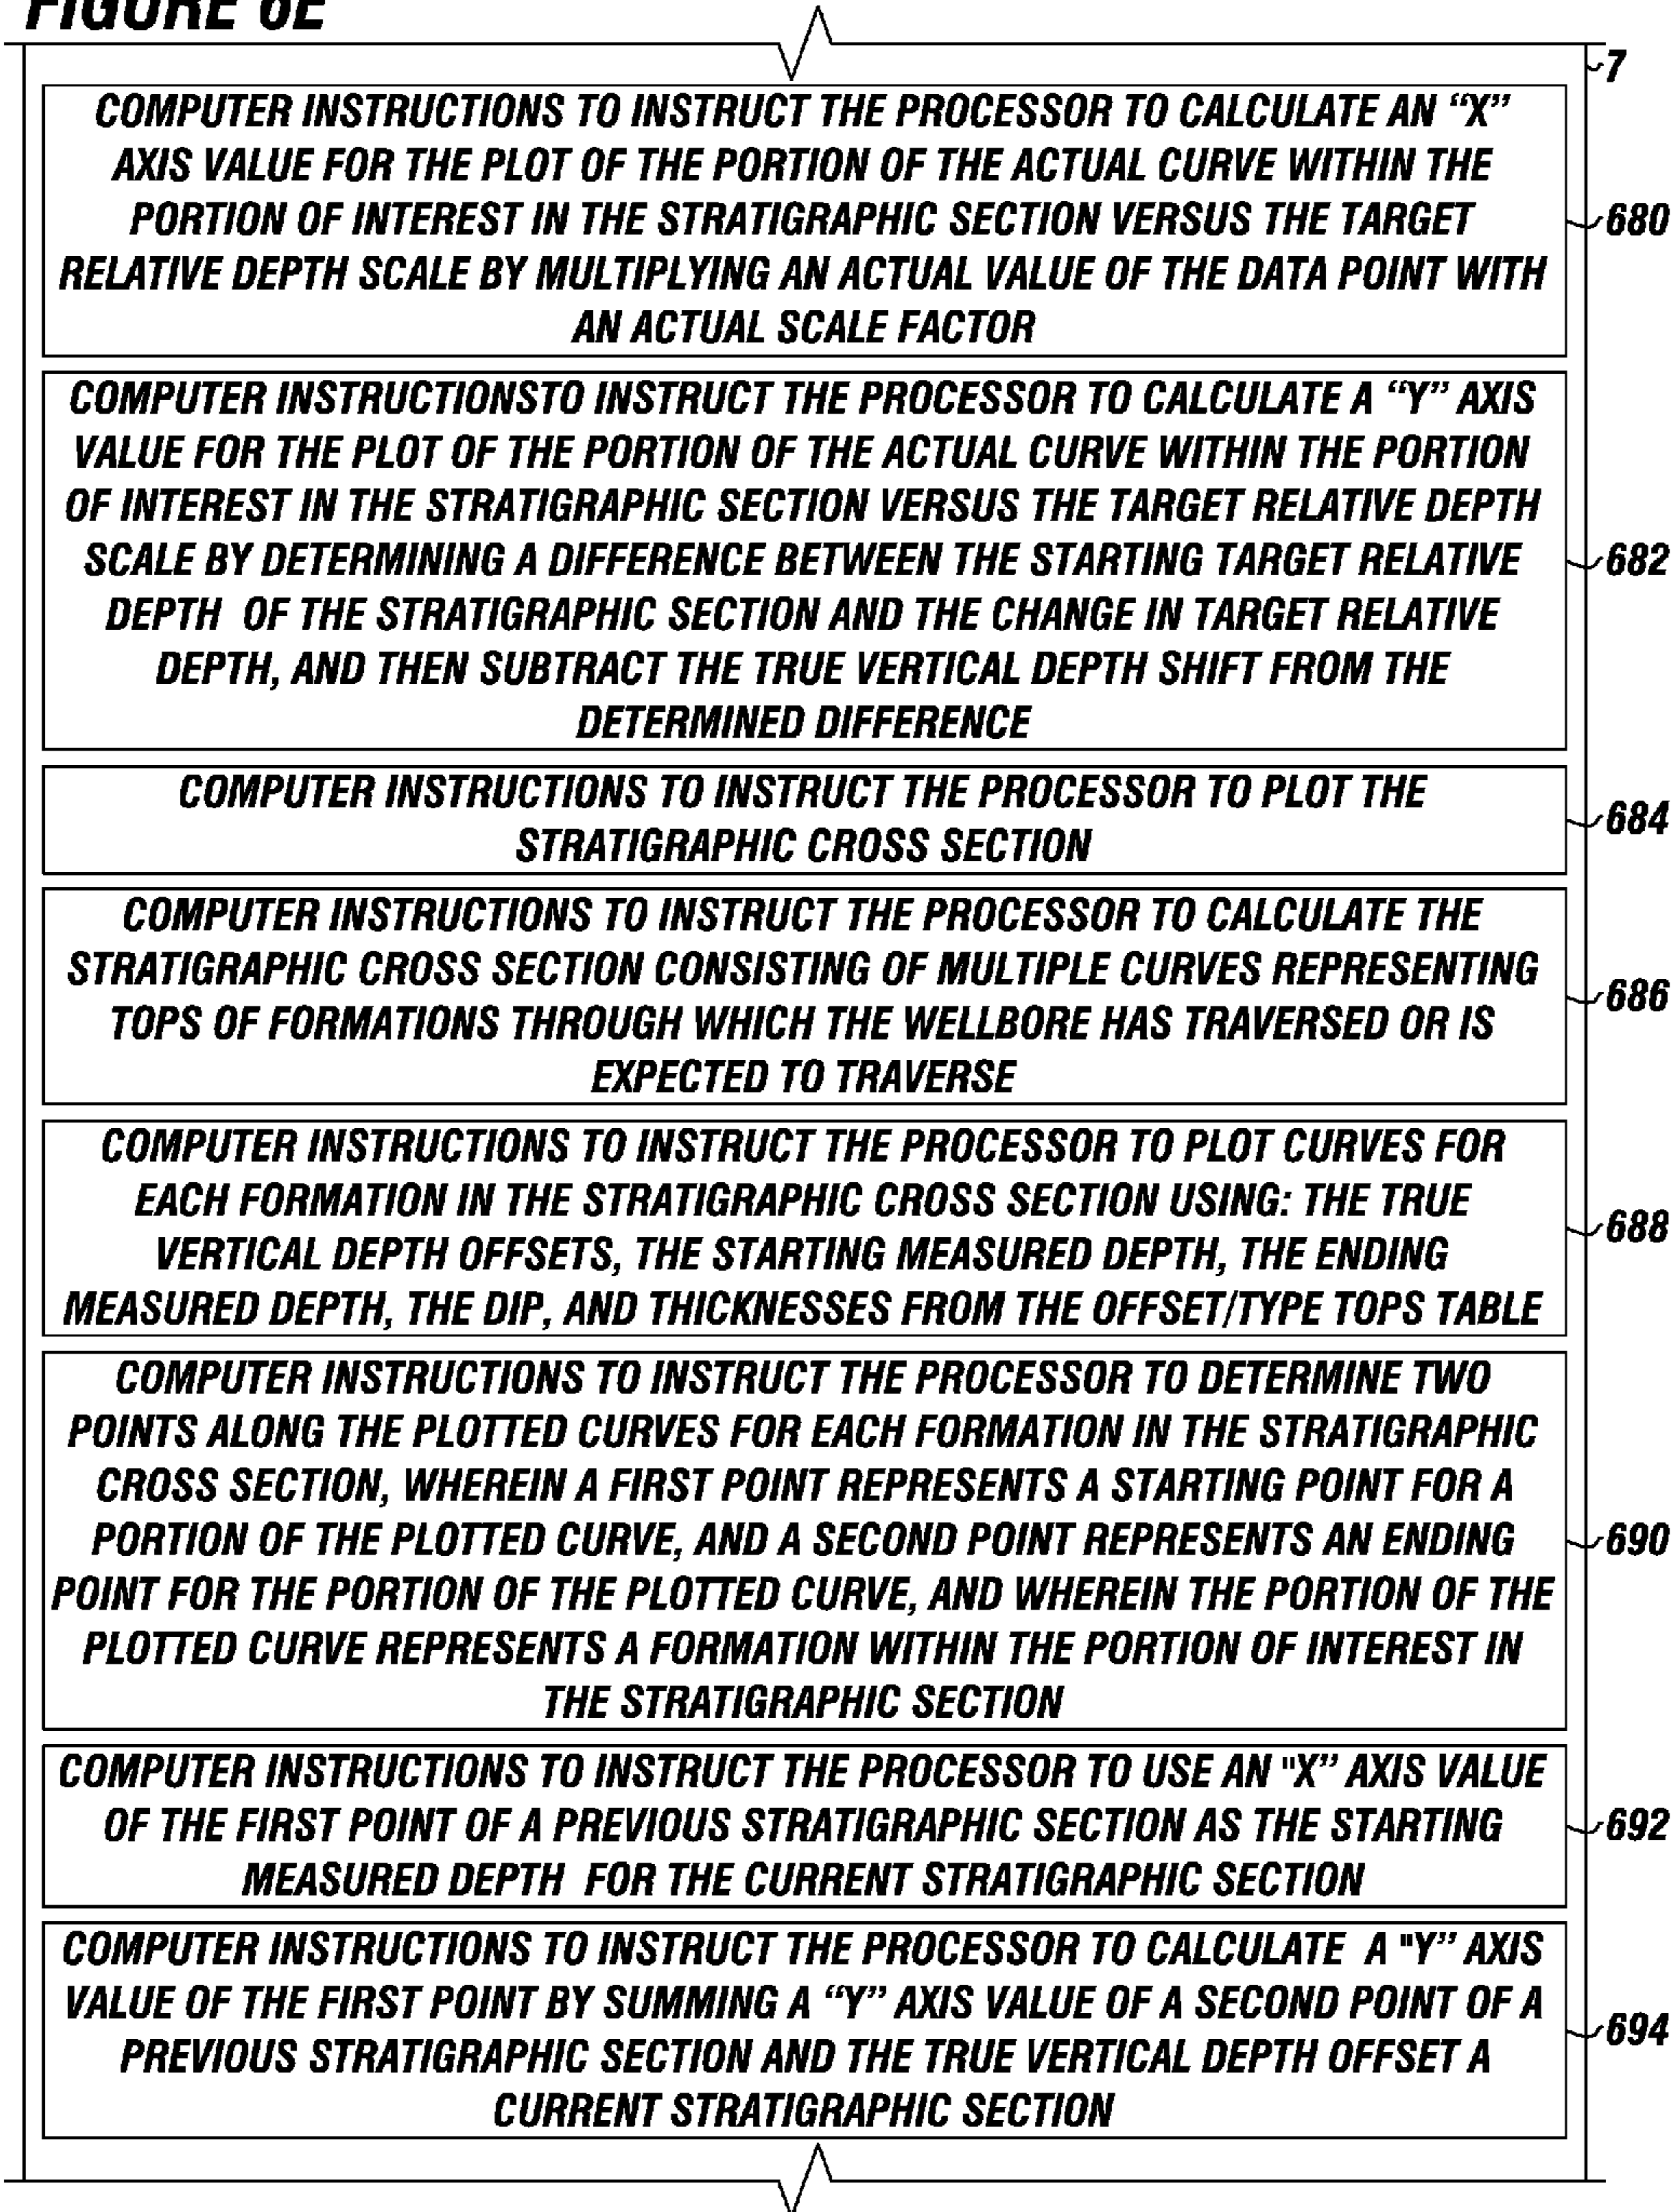 FIGURE 6E
7
COMPUTER INSTRUCTIONS TO INSTRUCT THE PROCESSOR TO CALCULATE AN “X”
AXIS VALUE FOR THE PLOT OF THE PORTION OF THE ACTUAL CURVE WITHIN THE
PORTION OF INTEREST IN THE STRATIGRAPHIC SECTION VERSUS THE TARGET
RELATIVE DEPTH SCALE BY MULTIPLYING AN ACTUAL VALUE OF THE DATA POINT WITH
AN ACTUAL SCALE FACTOR
680
COMPUTER INSTRUCTIONSTO INSTRUCT THE PROCESSOR TO CALCULATE A “Y” AXIS
VALUE FOR THE PLOT OF THE PORTION OF THE ACTUAL CURVE WITHIN THE PORTION
OF INTEREST IN THE STRATIGRAPHIC SECTION VERSUS THE TARGET RELATIVE DEPTH
SCALE BY DETERMINING A DIFFERENCE BETWEEN THE STARTING TARGET RELATIVE
DEPTH OF THE STRATIGRAPHIC SECTION AND THE CHANGE IN TARGET RELATIVE
DEPTH, AND THEN SUBTRACT THE TRUE VERTICAL DEPTH SHIFT FROM THE
DETERMINED DIFFERENCE
682
COMPUTER INSTRUCTIONS TO INSTRUCT THE PROCESSOR TO PLOT THE
STRATIGRAPHIC CROSS SECTION
684
COMPUTER INSTRUCTIONS TO INSTRUCT THE PROCESSOR TO CALCULATE THE
STRATIGRAPHIC CROSS SECTION CONSISTING OF MULTIPLE CURVES REPRESENTING
TOPS OF FORMATIONS THROUGH WHICH THE WELLBORE HAS TRAVERSED OR IS
EXPECTED TO TRAVERSE
686
COMPUTER INSTRUCTIONS TO INSTRUCT THE PROCESSOR TO PLOT CURVES FOR
EACH FORMATION IN THE STRATIGRAPHIC CROSS SECTION USING: THE TRUE
VERTICAL DEPTH OFFSETS, THE STARTING MEASURED DEPTH, THE ENDING
MEASURED DEPTH, THE DIP, AND THICKNESSES FROM THE OFFSET/TYPE TOPS TABLE
688
COMPUTER INSTRUCTIONS TO INSTRUCT THE PROCESSOR TO DETERMINE TWO
POINTS ALONG THE PLOTTED CURVES FOR EACH FORMATION IN THE STRATIGRAPHIC
CROSS SECTION, WHEREIN A FIRST POINT REPRESENTS A STARTING POINT FOR A
PORTION OF THE PLOTTED CURVE, AND A SECOND POINT REPRESENTS AN ENDING
POINT FOR THE PORTION OF THE PLOTTED CURVE, AND WHEREIN THE PORTION OF THE
PLOTTED CURVE REPRESENTS A FORMATION WITHIN THE PORTION OF INTEREST IN
THE STRATIGRAPHIC SECTION
690
COMPUTER INSTRUCTIONS TO INSTRUCT THE PROCESSOR TO USE AN "X” AXIS VALUE
OF THE FIRST POINT OF A PREVIOUS STRATIGRAPHIC SECTION AS THE STARTING
MEASURED DEPTH FOR THE CURRENT STRATIGRAPHIC SECTION
692
COMPUTER INSTRUCTIONS TO INSTRUCT THE PROCESSOR TO CALCULATE A "Y” AXIS
VALUE OF THE FIRST POINT BY SUMMING A “Y” AXIS VALUE OF A SECOND POINT OF A
PREVIOUS STRATIGRAPHIC SECTION AND THE TRUE VERTICAL DEPTH OFFSET A
CURRENT STRATIGRAPHIC SECTION
694